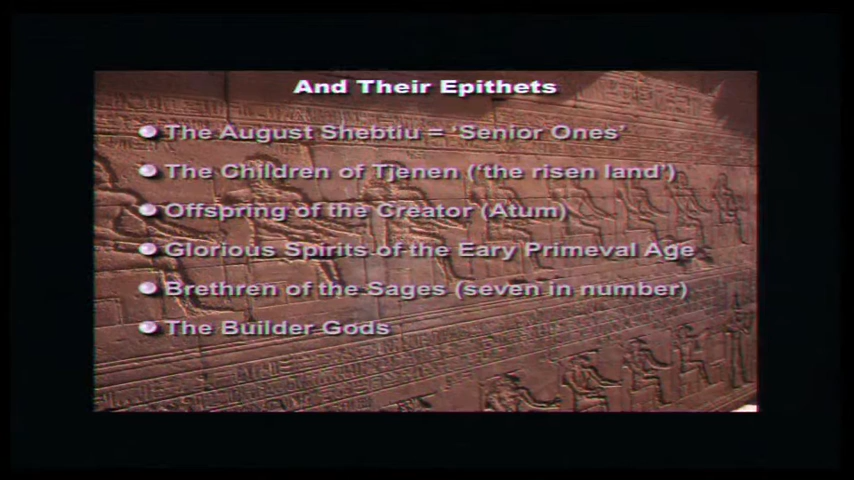 And Their Epithets
The August Shebtiu = ‘Senior Ones’
The Children of Tjenen (‘the risen land’)
Offspring of the Creator (Atum)
Glorious Spirits of the Eary Primeval Age
Brethren of the Sages (seven in number)
The Builder Gods